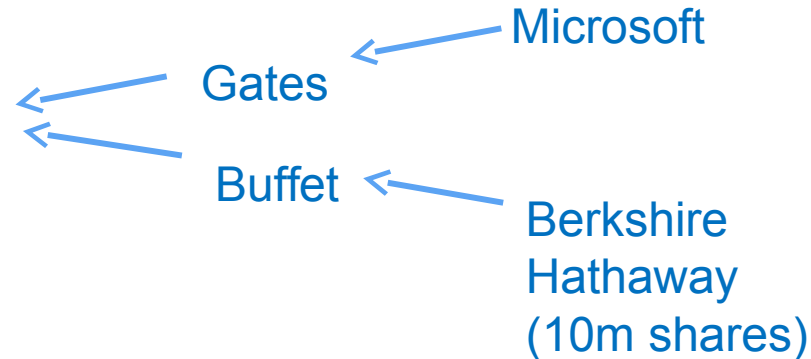 Microsoft
Gates
Buffet
Berkshire
Hathaway
(10m shares)